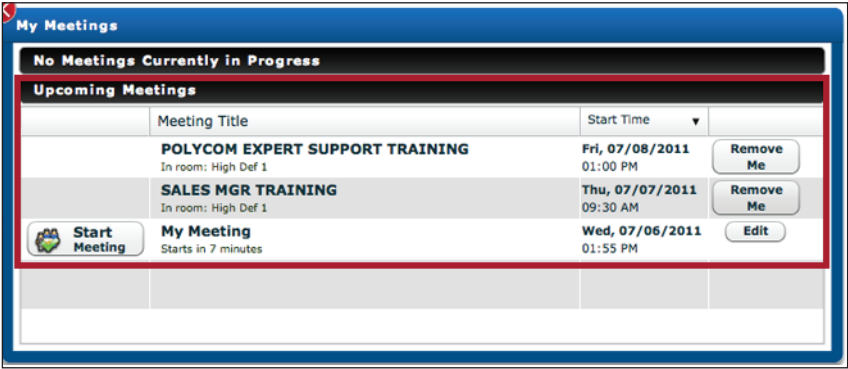 My Meetings
No Meetings Currently in Progress
Upcoming Meetings
Meeting Title Start Time
POLYCOM EXPERT SUPPORT TRAINING Fri, 07/08/2011 Remove
In room: High Def 1 01:00 PM Me
SALES MGR TRAINING Thu, 07/07/2011 Remove
In room: High Def 1 09:30 AM Me
Start My Meeting Wed, 07/06/2011 Edit
Meeting Starts in 7 minutes 01:55 PM